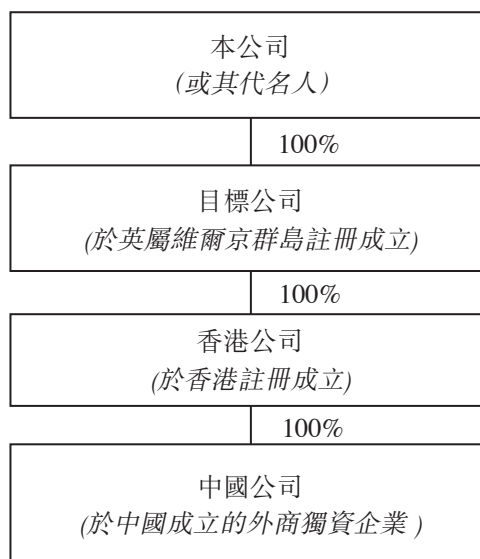 本公司
(或其代名人)
100%
目標公司
(於英屬維爾京群島註冊成立)
100%
香港公司
(於香港註冊成立)
100%
中國公司
(於中國成立的外商獨資企業 )